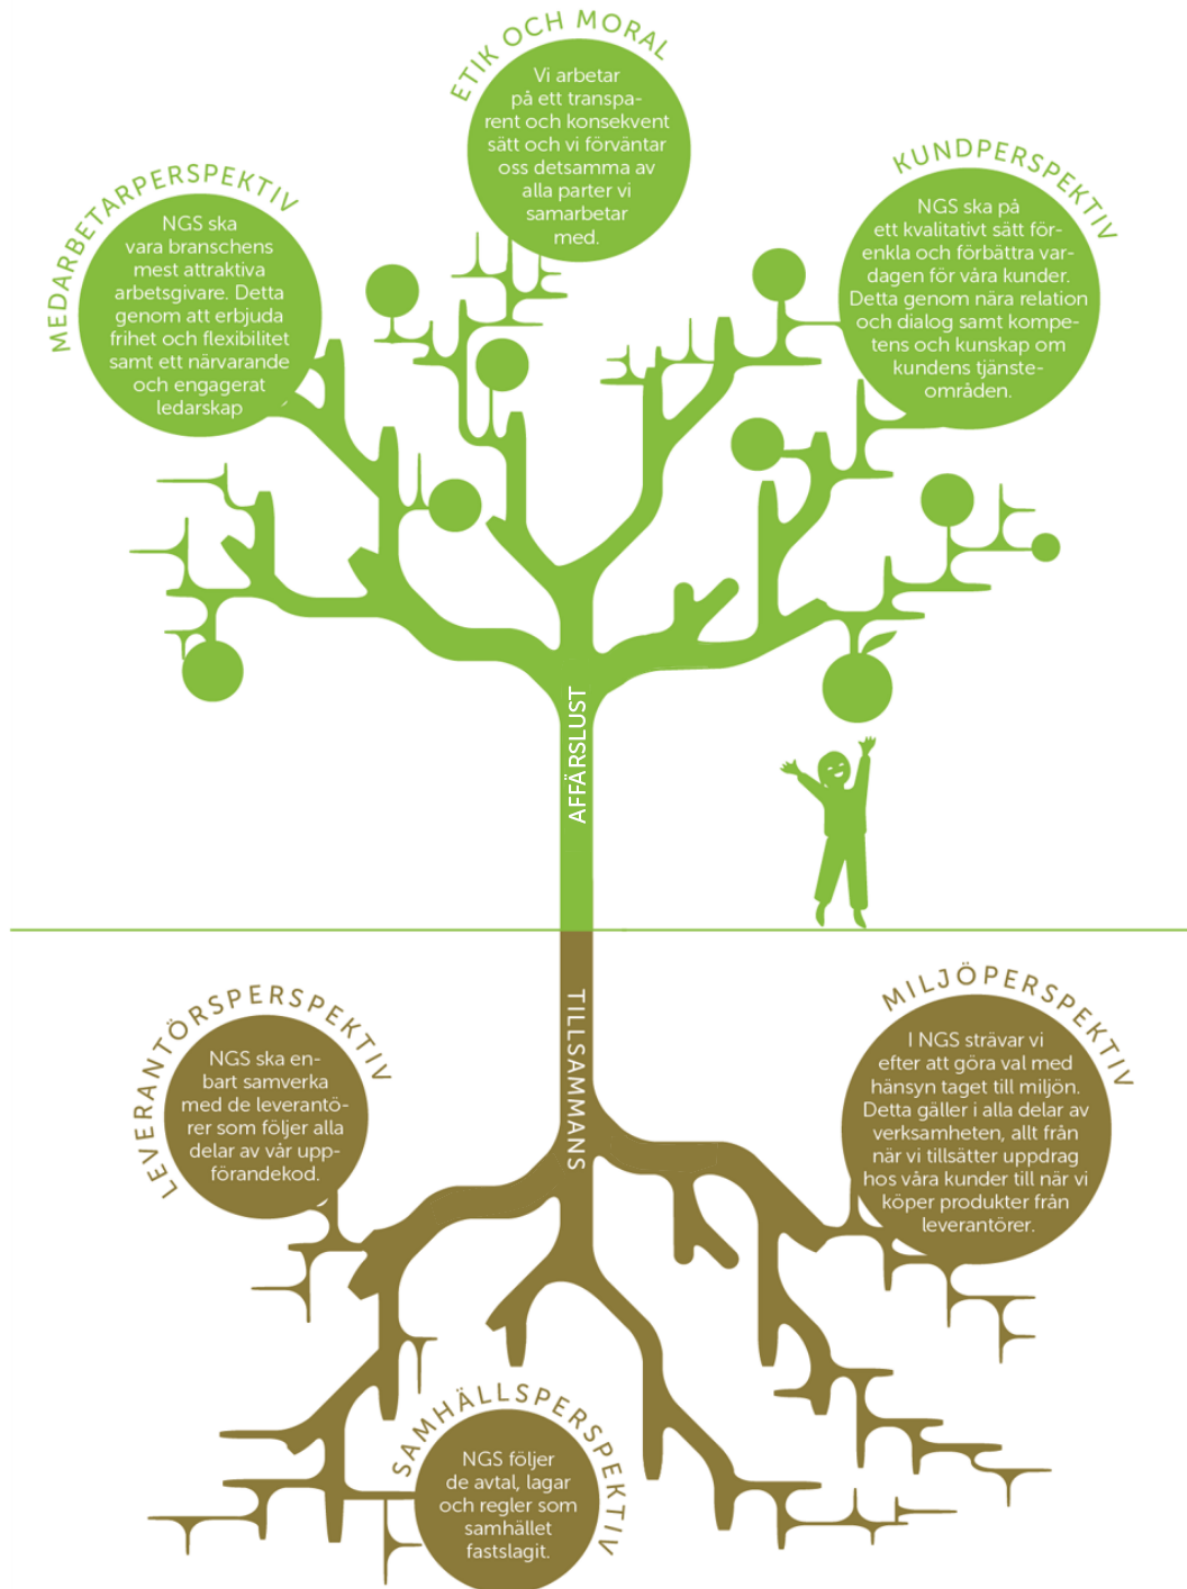 ETIK OCH MORAL
Vi arbetar
på ett transpa-
rent och konsekvent
sätt och vi förväntar
oss detsamma av
alla parter vi
samarbetar
med.
MEDARBETARPERSPEKTIV
NGS ska
vara branschens
mest attraktiva
arbetsgivare. Detta
genom att erbjuda
frihet och flexibilitet
samt ett närvarande
och engagerat
ledarskap
KUNDPERSPEKTIV
NGS ska på
ett kvalitativt sätt för-
enkla och förbättra var-
dagen för våra kunder.
Detta genom nära relation
och dialog samt kompe-
tens och kunskap om
kundens tjänste-
områden.
AFFÄRSLUST
TILLSAMMANS
LEVERANTÖRSPERSPEKTIV
NGS ska en-
bart samverka
med de leverantö-
rer som följer alla
delar av vår upp-
förandekod.
MILJÖPERSPEKTIV
I NGS strävar vi
efter att göra val med
hänsyn taget till miljön.
Detta gäller i alla delar av
verksamheten, allt från
när vi tillsätter uppdrag
hos våra kunder till när vi
köper produkter från
leverantörer.
SAMHÄLLSPERSPEKTIV
NGS följer
de avtal, lagar
och regler som
samhället
fastslagit.